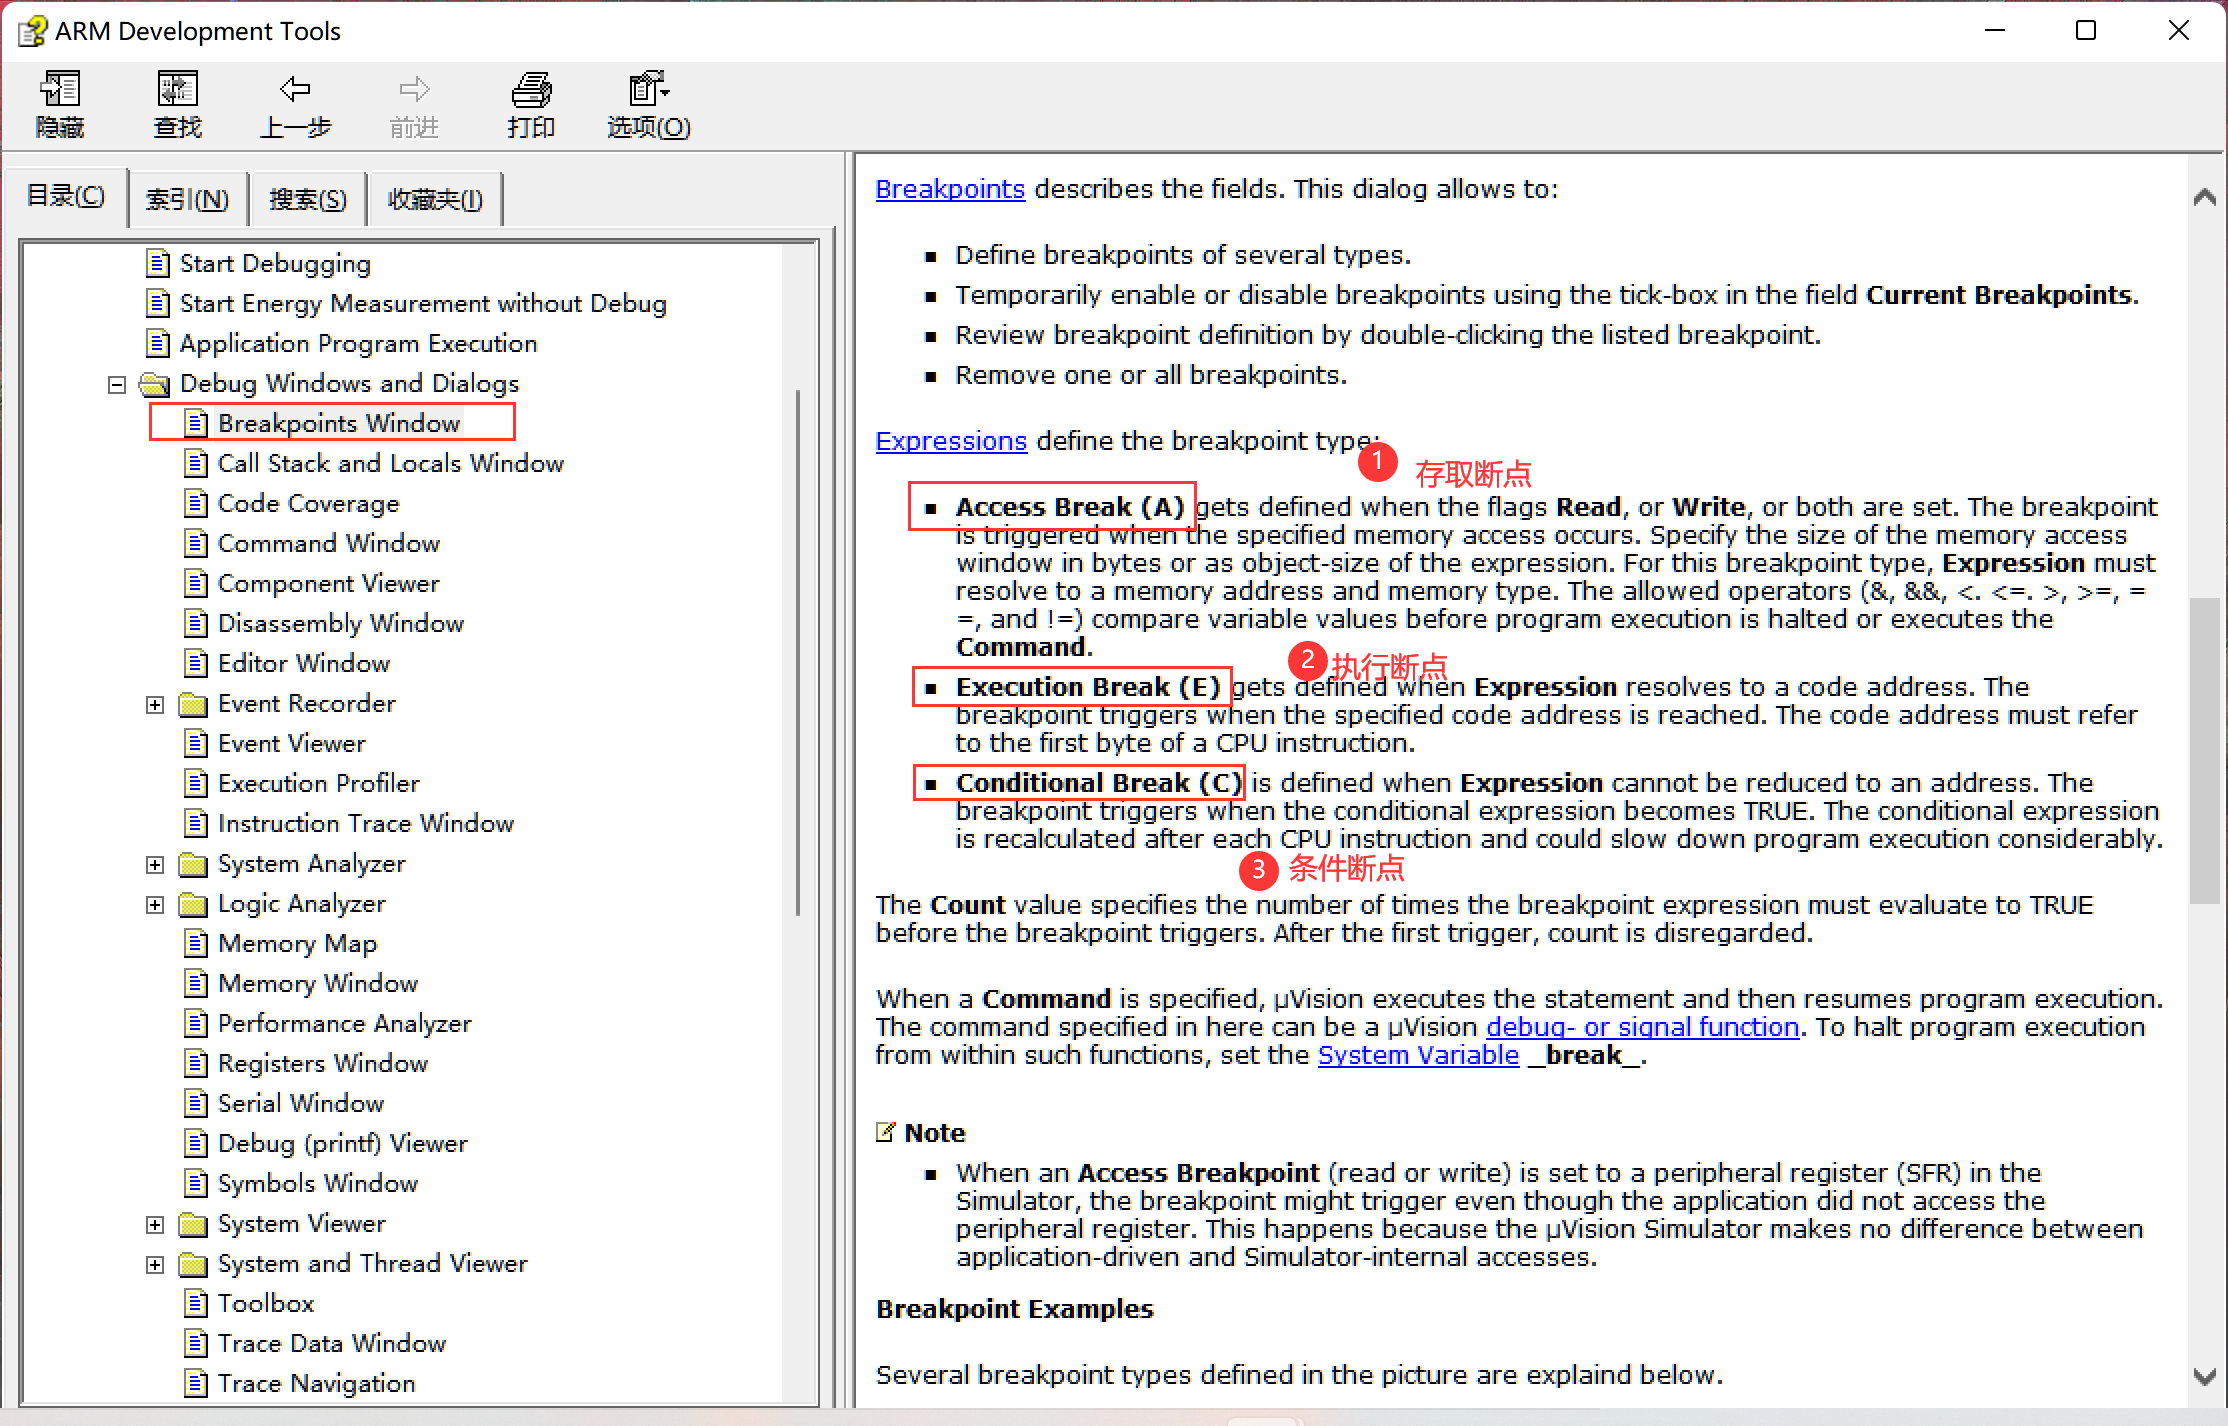 ARM Development Tools
隐藏
查找
上一步
前进
打印
选项(O)
目录(C)
索引(N)
搜索(S)
收藏夹(I)
Start Debugging
Start Energy Measurement without Debug
Application Program Execution
Debug Windows and Dialogs
Breakpoints Window
Call Stack and Locals Window
Code Coverage
Command Window
Component Viewer
Disassembly Window
Editor Window
Event Recorder
Event Viewer
Execution Profiler
Instruction Trace Window
System Analyzer
Logic Analyzer
Memory Map
Memory Window
Performance Analyzer
Registers Window
Serial Window
Debug (printf) Viewer
Symbols Window
System Viewer
System and Thread Viewer
Toolbox
Trace Data Window
Trace Navigation
Breakpoints describes the fields. This dialog allows to:
Define breakpoints of several types.
Temporarily enable or disable breakpoints using the tick-box in the field Current Breakpoints.
Review breakpoint definition by double-clicking the listed breakpoint.
Remove one or all breakpoints.
Expressions define the breakpoint type:
1 存取断点
Access Break (A) gets defined when the flags Read, or Write, or both are set. The breakpoint
is triggered when the specified memory access occurs. Specify the size of the memory access
window in bytes or as object-size of the expression. For this breakpoint type, Expression must
resolve to a memory address and memory type. The allowed operators (&, &&, <. <=. >, >=, =
=, and !=) compare variable values before program execution is halted or executes the
Command.
2 执行断点
Execution Break (E) gets defined when Expression resolves to a code address. The
breakpoint triggers when the specified code address is reached. The code address must refer
to the first byte of a CPU instruction.
Conditional Break (C) is defined when Expression cannot be reduced to an address. The
breakpoint triggers when the conditional expression becomes TRUE. The conditional expression
is recalculated after each CPU instruction and could slow down program execution considerably.
3 条件断点
The Count value specifies the number of times the breakpoint expression must evaluate to TRUE
before the breakpoint triggers. After the first trigger, count is disregarded.
When a Command is specified, µVision executes the statement and then resumes program execution.
The command specified in here can be a µVision debug- or signal function. To halt program execution
from within such functions, set the System Variable _break_.
Note
When an Access Breakpoint (read or write) is set to a peripheral register (SFR) in the
Simulator, the breakpoint might trigger even though the application did not access the
peripheral register. This happens because the µVision Simulator makes no difference between
application-driven and Simulator-internal accesses.
Breakpoint Examples
Several breakpoint types defined in the picture are explaind below.